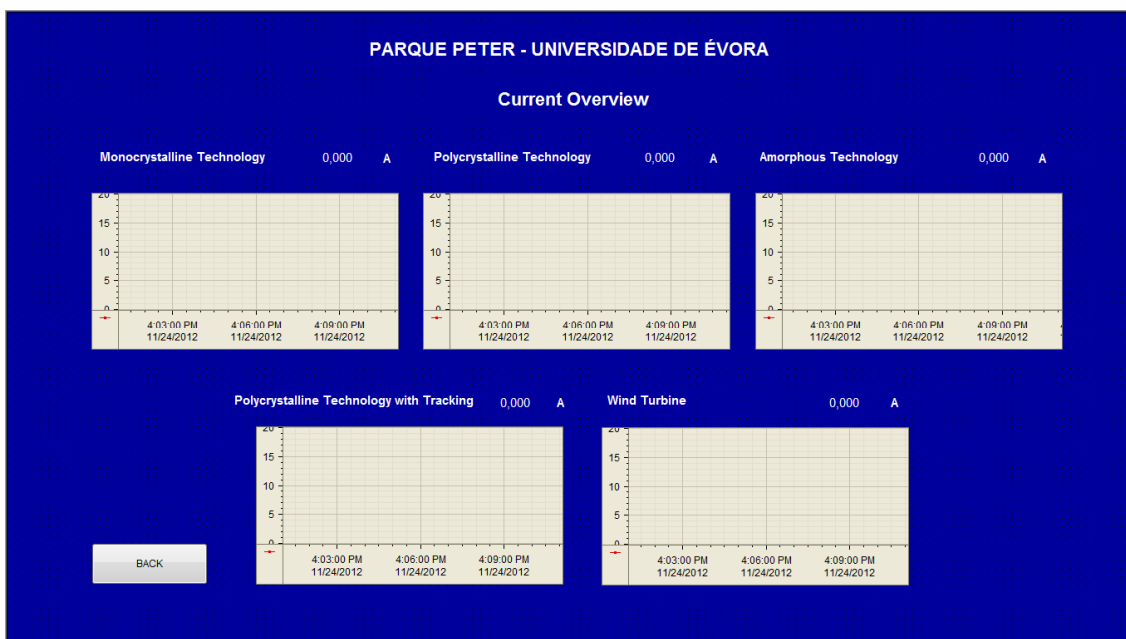 PARQUE PETER - UNIVERSIDADE DE ÉVORA
Current Overview
Monocrystalline Technology 0,000 A
Polycrystalline Technology 0,000 A
Amorphous Technology 0,000 A
20
15
10
5
0
4:03:00 PM 4:06:00 PM 4:09:00 PM
11/24/2012 11/24/2012 11/24/2012
20
15
10
5
0
4:03:00 PM 4:06:00 PM 4:09:00 PM
11/24/2012 11/24/2012 11/24/2012
20
15
10
5
0
4:03:00 PM 4:06:00 PM 4:09:00 PM
11/24/2012 11/24/2012 11/24/2012
Polycrystalline Technology with Tracking 0,000 A
Wind Turbine 0,000 A
20
15
10
5
0
4:03:00 PM 4:06:00 PM 4:09:00 PM
11/24/2012 11/24/2012 11/24/2012
20
15
10
5
0
4:03:00 PM 4:06:00 PM 4:09:00 PM
11/24/2012 11/24/2012 11/24/2012
BACK